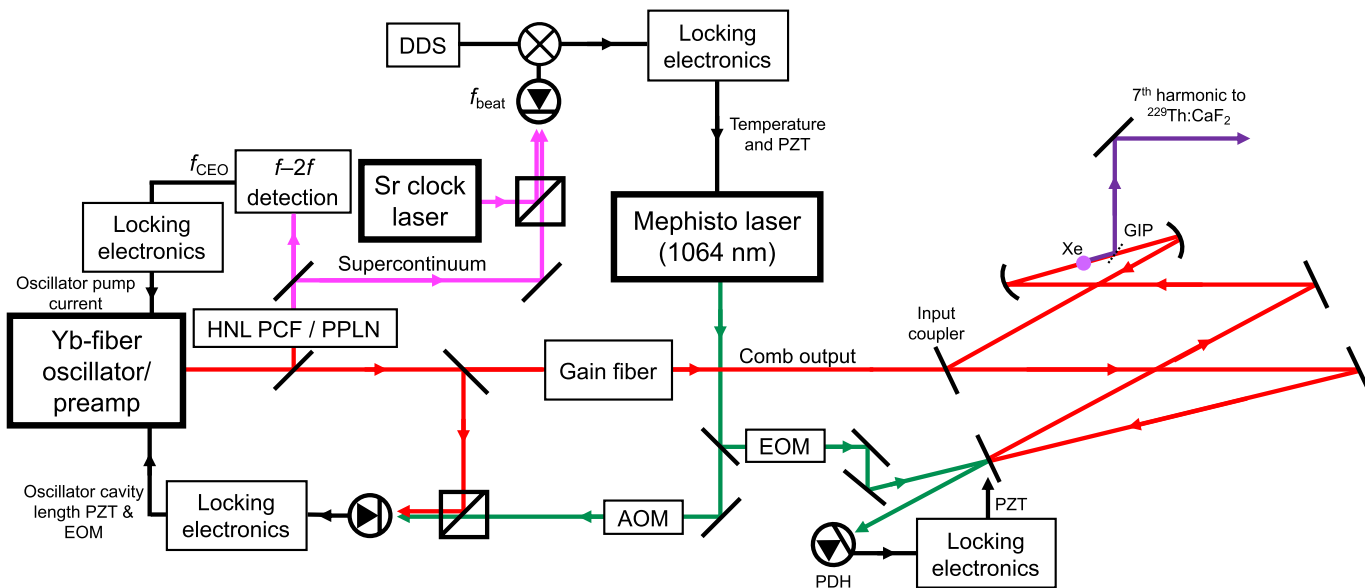 DDS
Locking
electronics
f_beat
Temperature
and PZT
7th harmonic to
229Th:CaF2
f_CEO
f–2f
detection
Sr clock
laser
Mephisto laser
(1064 nm)
Locking
electronics
Supercontinuum
Oscillator pump
current
HNL PCF / PPLN
Xe
GIP
Input
coupler
Yb-fiber
oscillator/
preamp
Gain fiber
Comb output
EOM
Oscillator cavity
length PZT &
EOM
Locking
electronics
AOM
PZT
Locking
electronics
PDH